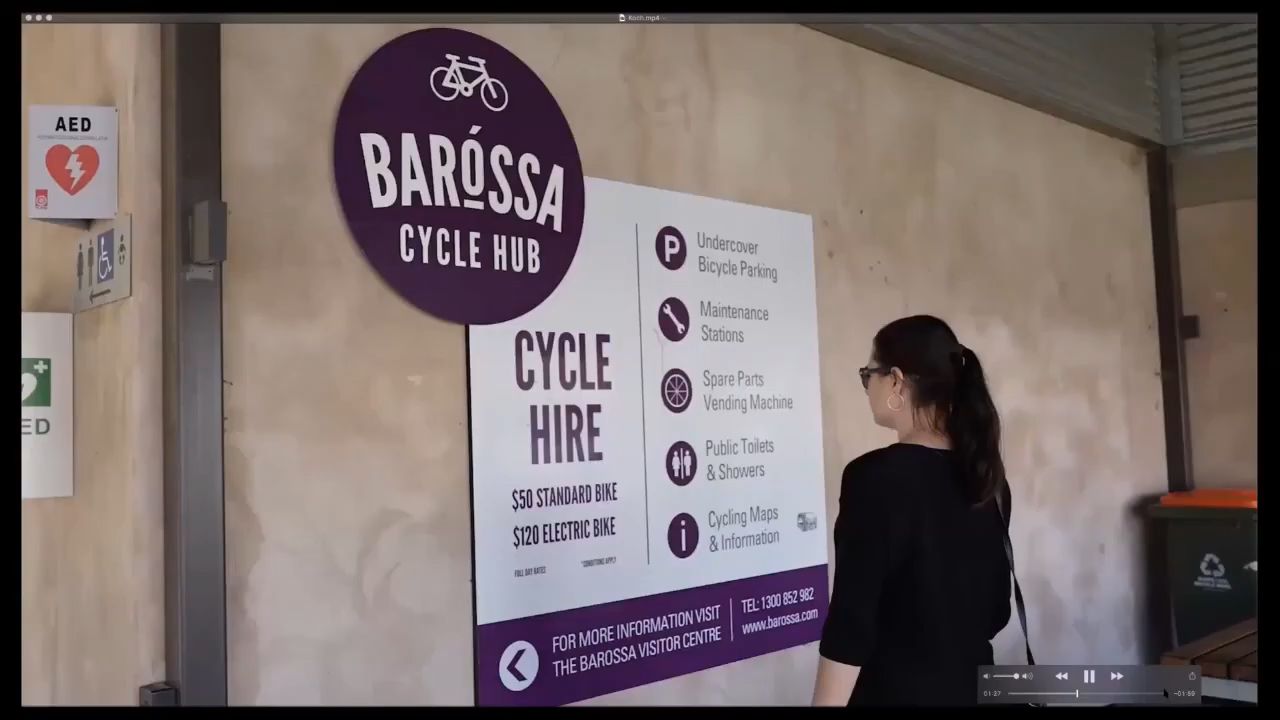 Koch.mp4
AED
BARÓSSA
CYCLE HUB
CYCLE
HIRE
$50 STANDARD BIKE
$120 ELECTRIC BIKE
FULL DAY RATES
*CONDITIONS APPLY
P
Undercover
Bicycle Parking
Maintenance
Stations
Spare Parts
Vending Machine
Public Toilets
& Showers
i
Cycling Maps
& Information
FOR MORE INFORMATION VISIT
THE BAROSSA VISITOR CENTRE
TEL: 1300 852 982
www.barossa.com
ED
01:37
-01:59